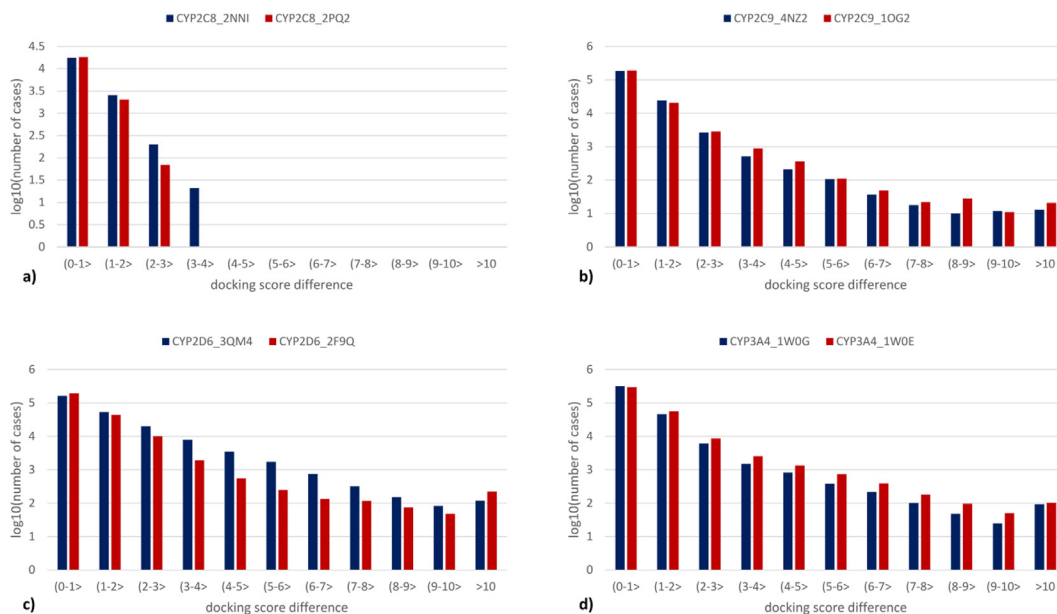 CYP2C8_2NNI CYP2C8_2PQ2
4.5
4
3.5
3
2.5
2
1.5
1
0.5
0
log10(number of cases)
(0-1> (1-2> (2-3> (3-4> (4-5> (5-6> (6-7> (7-8> (8-9> (9-10> >10
a) docking score difference
CYP2C9_4NZ2 CYP2C9_1OG2
6
5
4
3
2
1
0
log10(number of cases)
(0-1> (1-2> (2-3> (3-4> (4-5> (5-6> (6-7> (7-8> (8-9> (9-10> >10
b) docking score difference
CYP2D6_3QM4 CYP2D6_2F9Q
6
5
4
3
2
1
0
log10(number of cases)
(0-1> (1-2> (2-3> (3-4> (4-5> (5-6> (6-7> (7-8> (8-9> (9-10> >10
c) docking score difference
CYP3A4_1W0G CYP3A4_1W0E
6
5
4
3
2
1
0
log10(number of cases)
(0-1> (1-2> (2-3> (3-4> (4-5> (5-6> (6-7> (7-8> (8-9> (9-10> >10
d) docking score difference